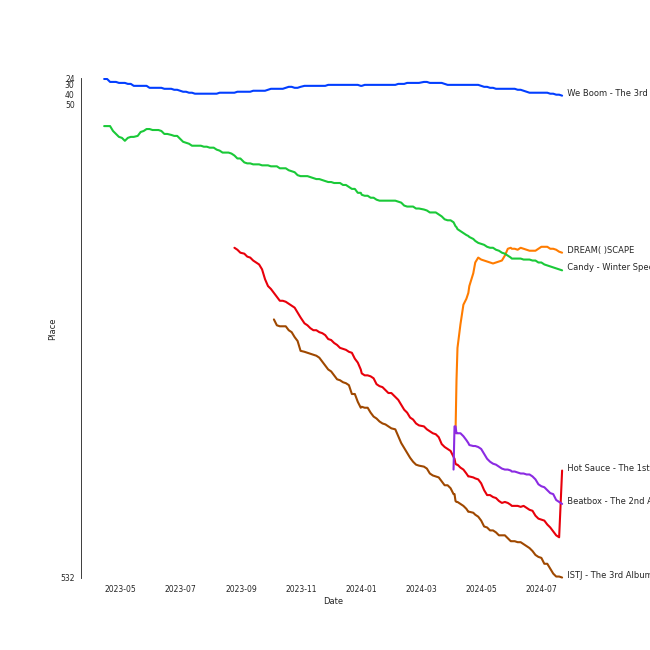 24
30
40
50
532
Place
We Boom - The 3rd
DREAM( )SCAPE
Candy - Winter Spec
Hot Sauce - The 1st
Beatbox - The 2nd A
ISTJ - The 3rd Album
2023-05 2023-07 2023-09 2023-11 2024-01 2024-03 2024-05 2024-07
Date